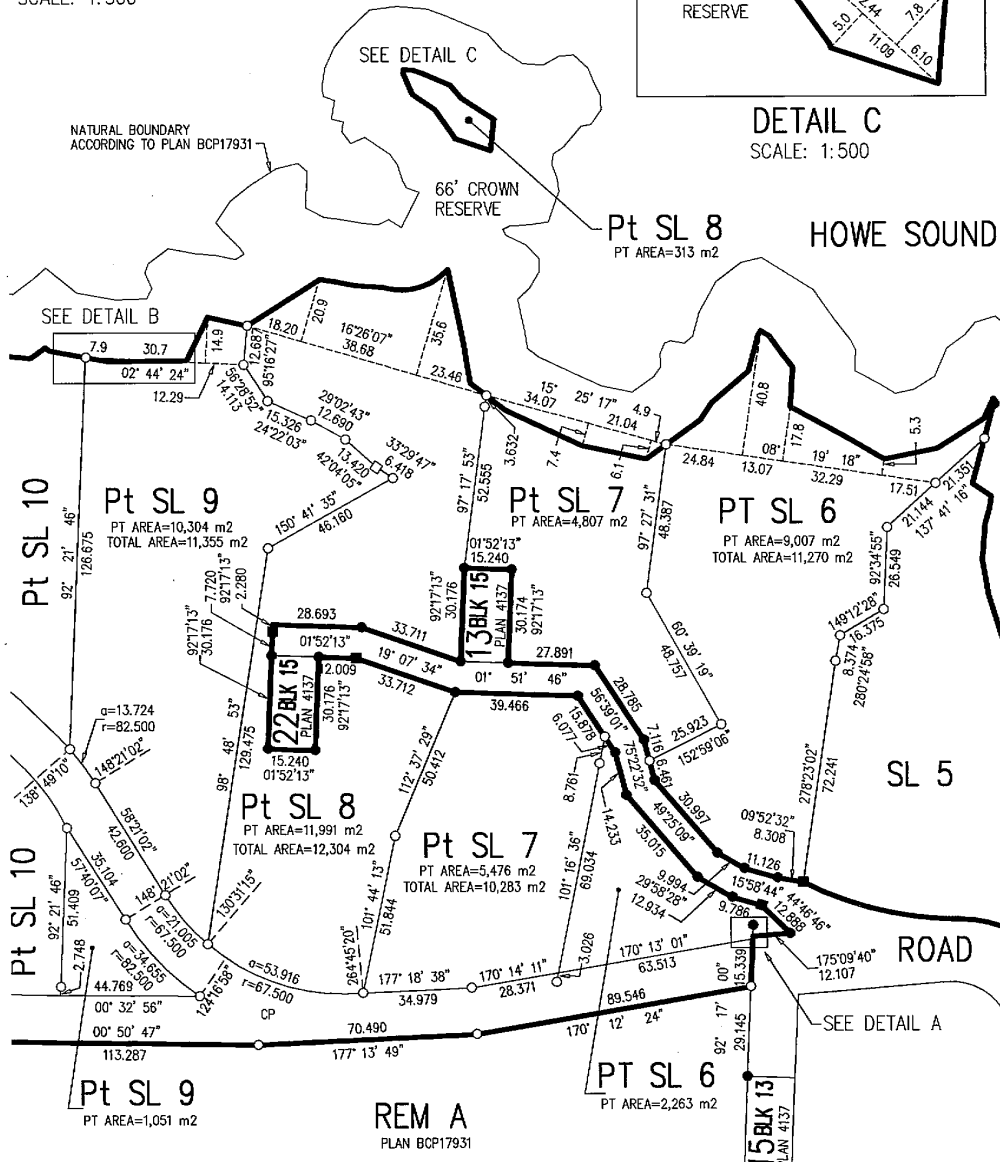 SCALE: 1:500
RESERVE
5.0
11.09
6.10
7.8
DETAIL C
SCALE: 1:500
SEE DETAIL C
NATURAL BOUNDARY
ACCORDING TO PLAN BCP17931
66' CROWN
RESERVE
Pt SL 8
PT AREA=313 m2
HOWE SOUND
SEE DETAIL B
7.9
30.7
02° 44' 24"
14.9
12.29
12.687
95°16'27"
18.20
20.9
16°26'07"
38.68
35.6
23.46
15° 25' 17"
34.07
21.04
4.9
3.632
7.4
6.1
40.8
17.8
5.3
24.84
13.07
08° 19' 18"
32.29
17.51
21.351
21.144
137° 41' 16"
56°28'52"
14.113
15.326
24°22'03"
29°02'43"
12.690
13.420
42°04'05"
33°29'47"
6.418
150° 41' 35"
46.160
97° 17' 53"
52.555
97° 27' 31"
48.387
92°34'55"
26.549
149°12'28"
16.375
8.374
280°24'58"
Pt SL 10
92° 21' 46"
126.675
Pt SL 9
PT AREA=10,304 m2
TOTAL AREA=11,355 m2
Pt SL 7
PT AREA=4,807 m2
PT SL 6
PT AREA=9,007 m2
TOTAL AREA=11,270 m2
01°52'13"
15.240
13 BLK 15
PLAN 4137
92°17'13"
30.176
30.174
92°17'13"
7.720
92°17'13"
2.280
92°17'13"
30.176
28.693
01°52'13"
33.711
19° 07' 34"
12.009
33.712
22 BLK 15
PLAN 4137
30.176
92°17'13"
15.240
01°52'13"
27.891
01° 51' 46"
39.466
60° 39' 19"
48.757
28.785
56°39'01"
15.878
6.077
7.116
25.923
152°59'06"
6.461
75°22'32"
8.761
14.233
30.997
49°25'09"
35.015
278°23'02"
72.241
SL 5
09°52'32"
8.308
11.126
15°58'44"
44°46'46"
12.888
9.994
29°58'28"
12.934
9.786
a=13.724
r=82.500
138° 49'10"
148°21'02"
58°21'02"
42.600
98° 48' 53"
129.475
Pt SL 8
PT AREA=11,991 m2
TOTAL AREA=12,304 m2
112° 37' 29"
50.412
Pt SL 7
PT AREA=5,476 m2
TOTAL AREA=10,283 m2
101° 16' 36"
69.034
101° 44' 13"
51.844
Pt SL 10
92° 21' 46"
51.409
35.104
57°40'07"
148° 21'02"
a=21.005
r=67.500
130°31'15"
a=34.655
r=82.500
124°16'58"
2.748
44.769
00° 32' 56"
a=53.916
r=67.500
CP
264°45'20"
177° 18' 38"
34.979
170° 14' 11"
28.371
3.026
170° 13' 01"
63.513
15.339
ROAD
175°09'40"
12.107
SEE DETAIL A
00° 50' 47"
113.287
70.490
177° 13' 49"
89.546
170° 12' 24"
92° 17' 00"
29.145
Pt SL 9
PT AREA=1,051 m2
REM A
PLAN BCP17931
PT SL 6
PT AREA=2,263 m2
15 BLK 13
PLAN 4137